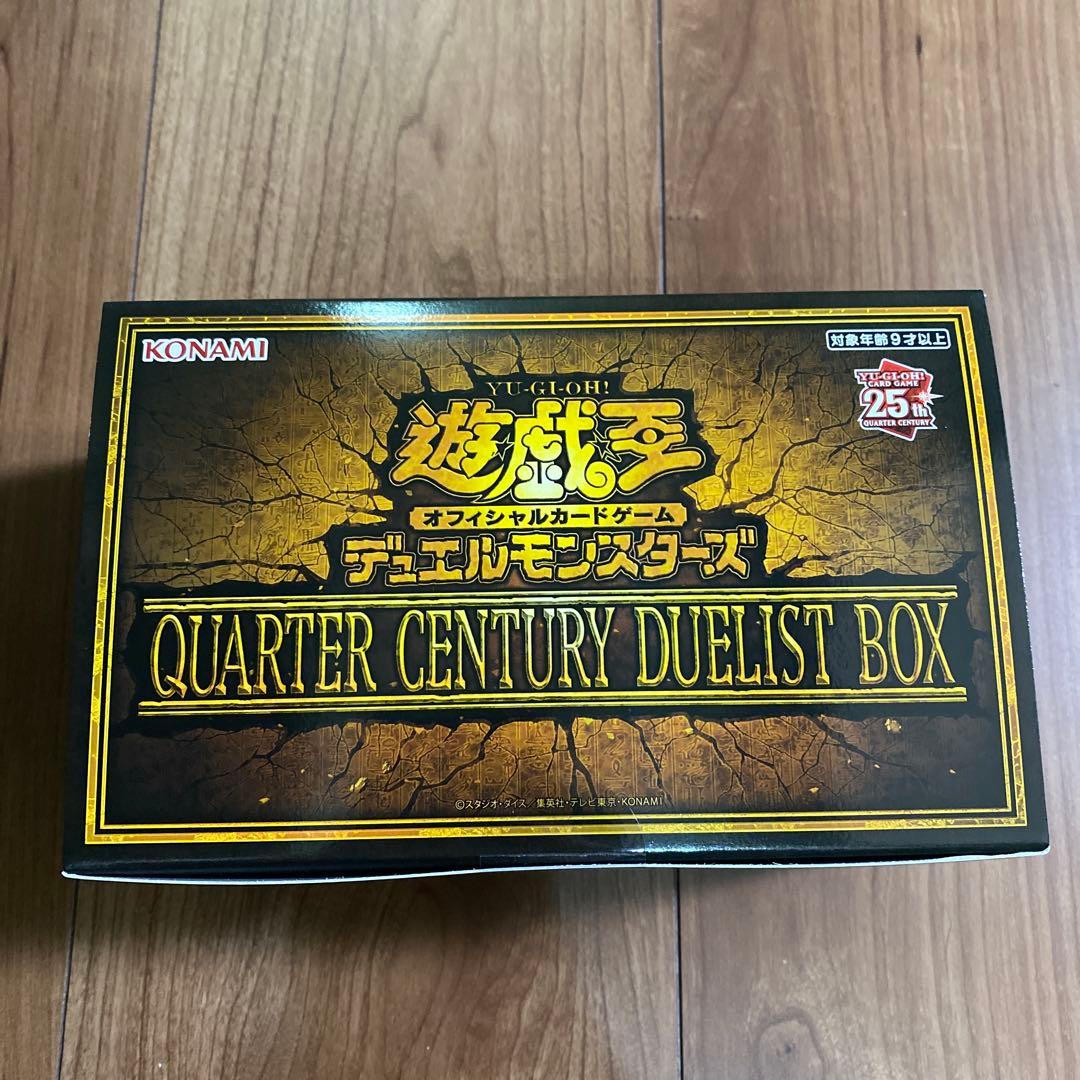 KONAMI
対象年齢9才以上
YU-GI-OH!
CARD GAME
25th
QUARTER CENTURY
YU-GI-OH!
遊戯王
オフィシャルカードゲーム
デュエルモンスターズ
QUARTER CENTURY DUELIST BOX
©スタジオ・ダイス／集英社・テレビ東京・KONAMI